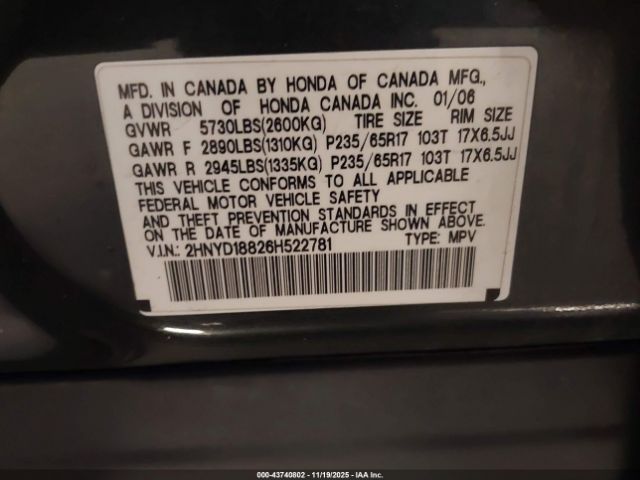 MFD. IN CANADA BY HONDA OF CANADA MFG.,
A DIVISION OF HONDA CANADA INC. 01/06
GVWR 5730LBS(2600KG) TIRE SIZE RIM SIZE
GAWR F 2890LBS(1310KG) P235/65R17 103T 17X6.5JJ
GAWR R 2945LBS(1335KG) P235/65R17 103T 17X6.5JJ
THIS VEHICLE CONFORMS TO ALL APPLICABLE
FEDERAL MOTOR VEHICLE SAFETY
AND THEFT PREVENTION STANDARDS IN EFFECT
ON THE DATE OF MANUFACTURE SHOWN ABOVE.
V.I.N.: 2HNYD18826H522781 TYPE: MPV
000-43740802 - 11/19/2025 - IAA Inc.